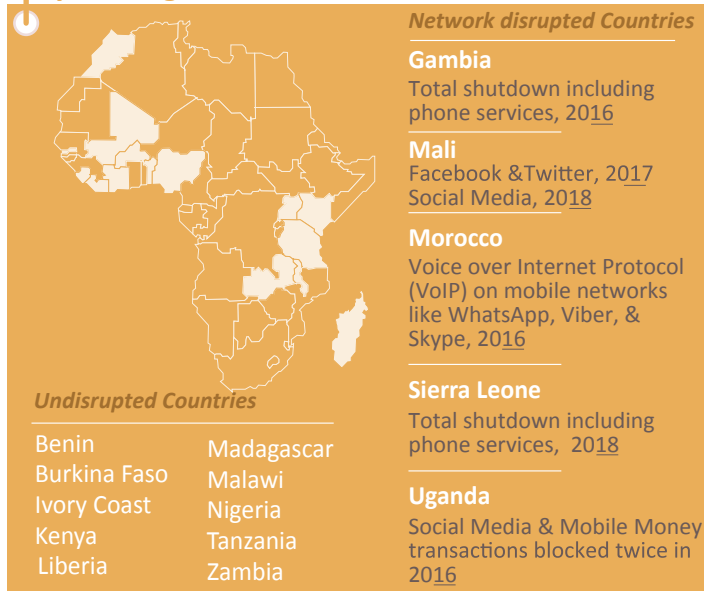 Network disrupted Countries
Gambia
Total shutdown including
phone services, 2016
Mali
Facebook &Twitter, 2017
Social Media, 2018
Morocco
Voice over Internet Protocol
(VoIP) on mobile networks
like WhatsApp, Viber, &
Skype, 2016
Sierra Leone
Total shutdown including
phone services, 2018
Uganda
Social Media & Mobile Money
transactions blocked twice in
2016
Undisrupted Countries
Benin
Burkina Faso
Ivory Coast
Kenya
Liberia
Madagascar
Malawi
Nigeria
Tanzania
Zambia